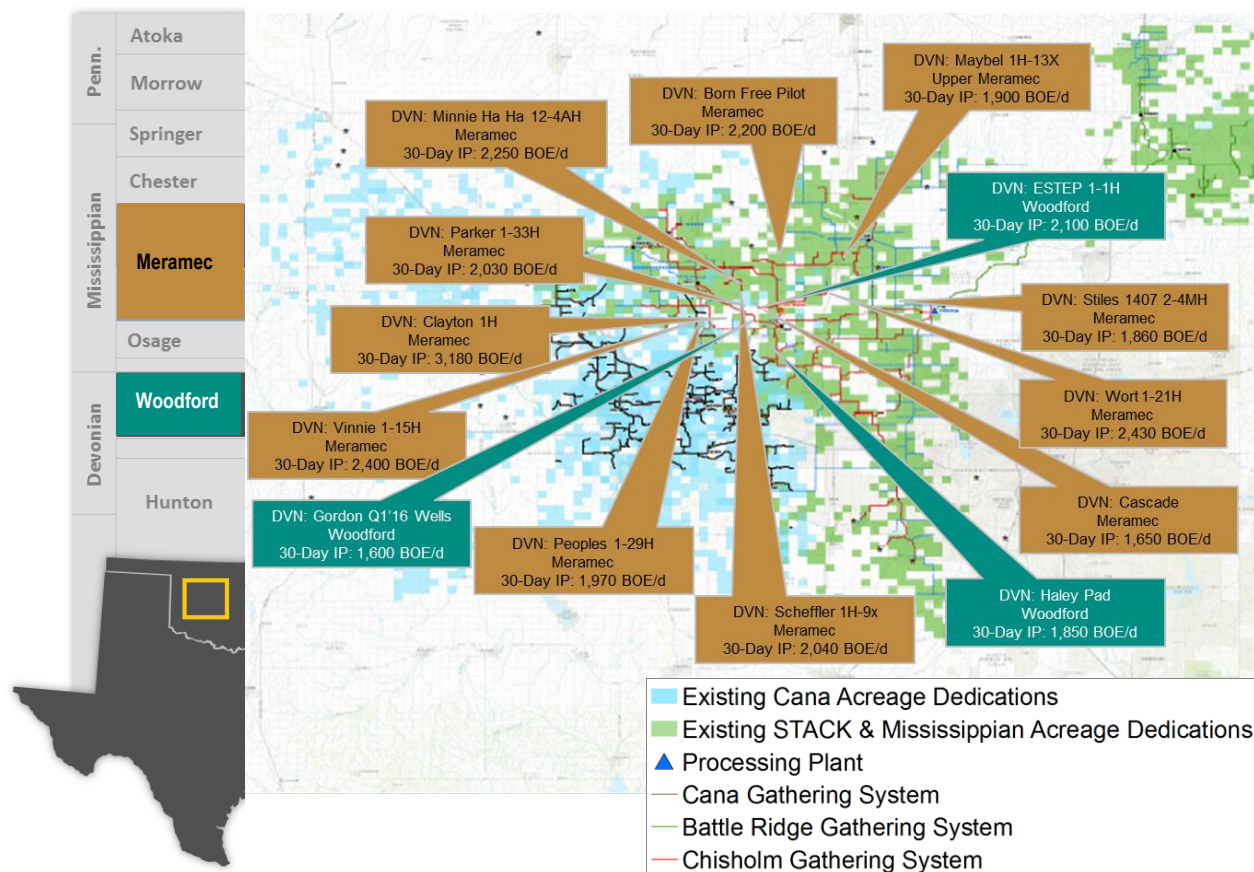 Penn.
Mississippian
Devonian
Atoka
Morrow
Springer
Chester
Meramec
Osage
Woodford
Hunton
DVN: Minnie Ha Ha 12-4AH
Meramec
30-Day IP: 2,250 BOE/d
DVN: Born Free Pilot
Meramec
30-Day IP: 2,200 BOE/d
DVN: Maybel 1H-13X
Upper Meramec
30-Day IP: 1,900 BOE/d
DVN: ESTEP 1-1H
Woodford
30-Day IP: 2,100 BOE/d
DVN: Parker 1-33H
Meramec
30-Day IP: 2,030 BOE/d
DVN: Stiles 1407 2-4MH
Meramec
30-Day IP: 1,860 BOE/d
DVN: Clayton 1H
Meramec
30-Day IP: 3,180 BOE/d
DVN: Wort 1-21H
Meramec
30-Day IP: 2,430 BOE/d
DVN: Vinnie 1-15H
Meramec
30-Day IP: 2,400 BOE/d
DVN: Cascade
Meramec
30-Day IP: 1,650 BOE/d
DVN: Gordon Q1'16 Wells
Woodford
30-Day IP: 1,600 BOE/d
DVN: Peoples 1-29H
Meramec
30-Day IP: 1,970 BOE/d
DVN: Scheffler 1H-9x
Meramec
30-Day IP: 2,040 BOE/d
DVN: Haley Pad
Woodford
30-Day IP: 1,850 BOE/d
Existing Cana Acreage Dedications
Existing STACK & Mississippian Acreage Dedications
Processing Plant
Cana Gathering System
Battle Ridge Gathering System
Chisholm Gathering System